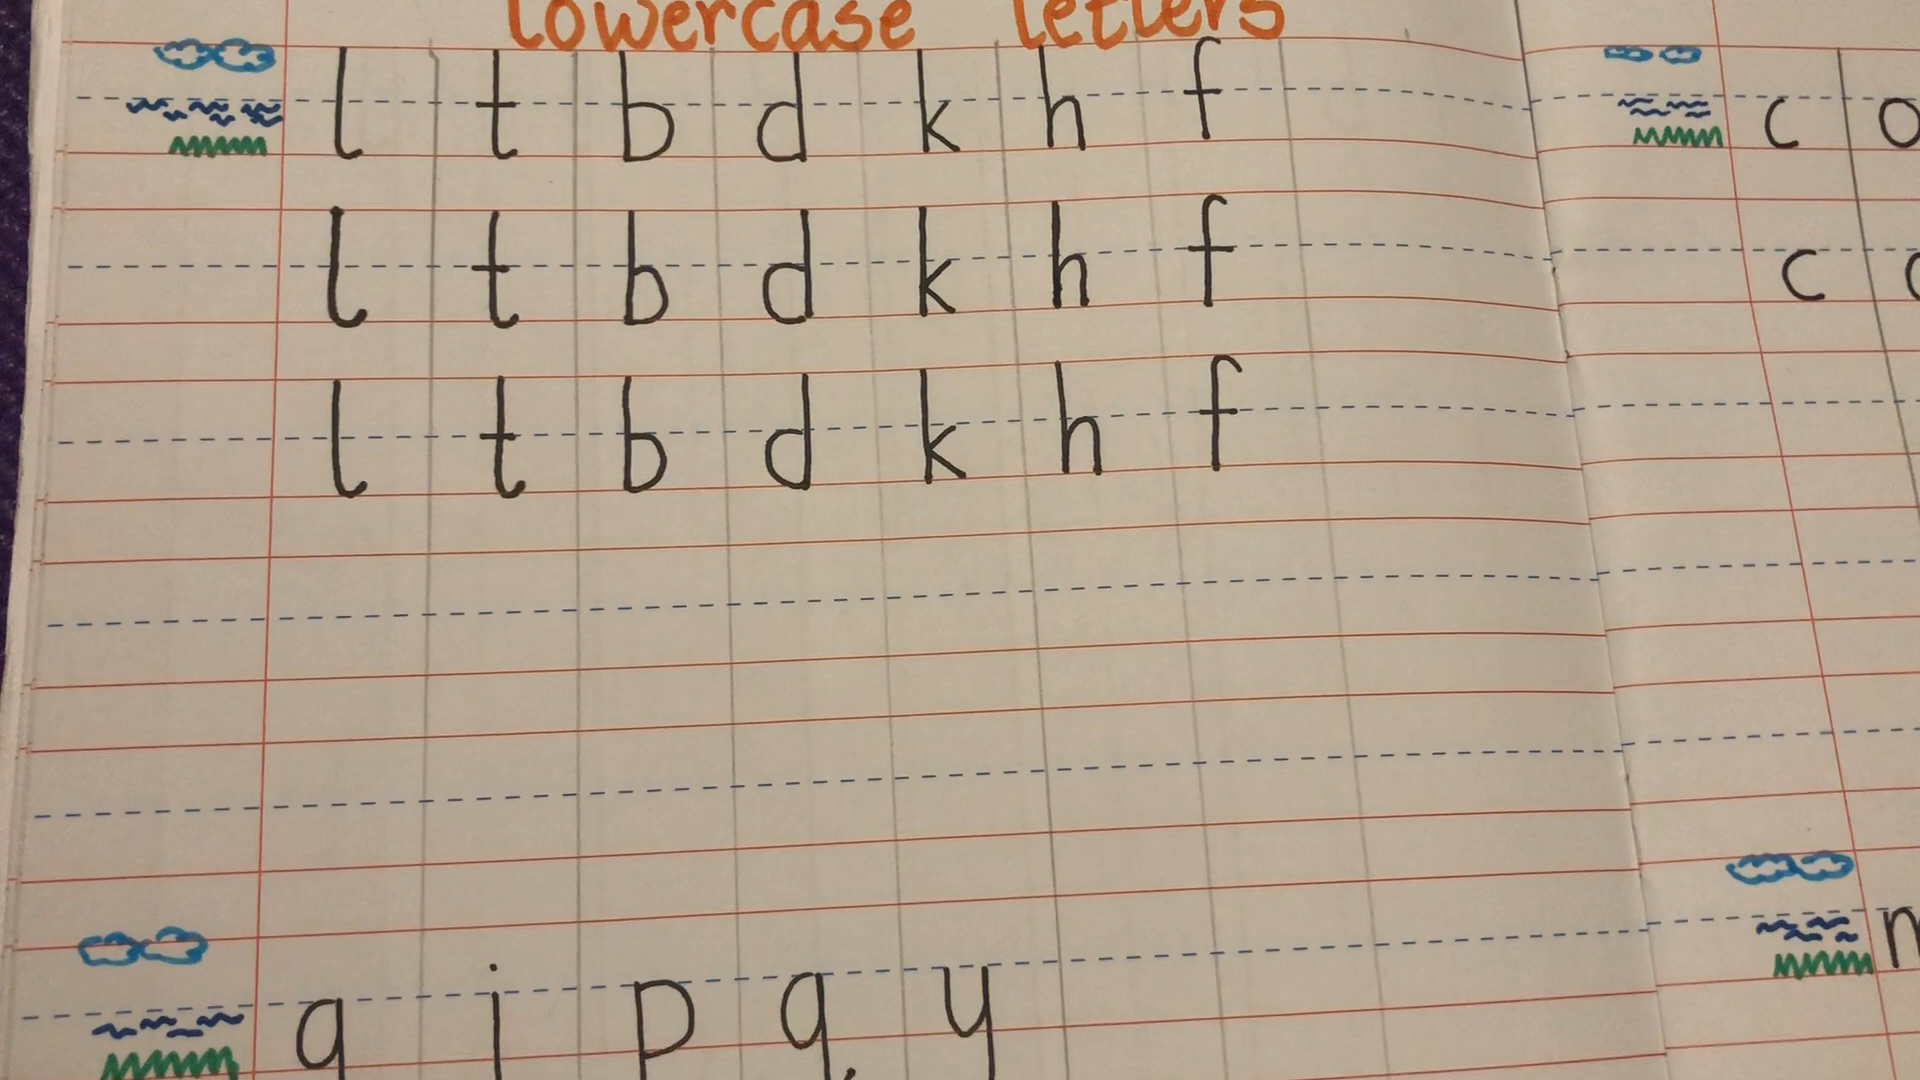 lowercase letters
l t b d k h f
l t b d k h f
l t b d k h f
g j p q y
c o
c